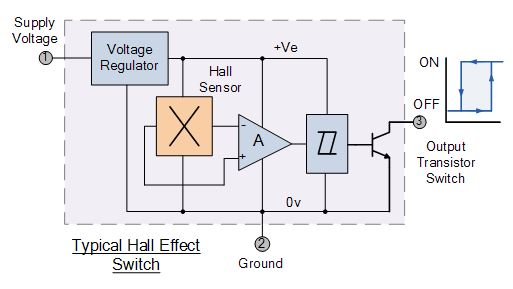 Supply
Voltage
1
Voltage
Regulator
+Ve
Hall
Sensor
-
+
A
0v
ON
OFF
3
Output
Transistor
Switch
2
Ground
Typical Hall Effect
Switch